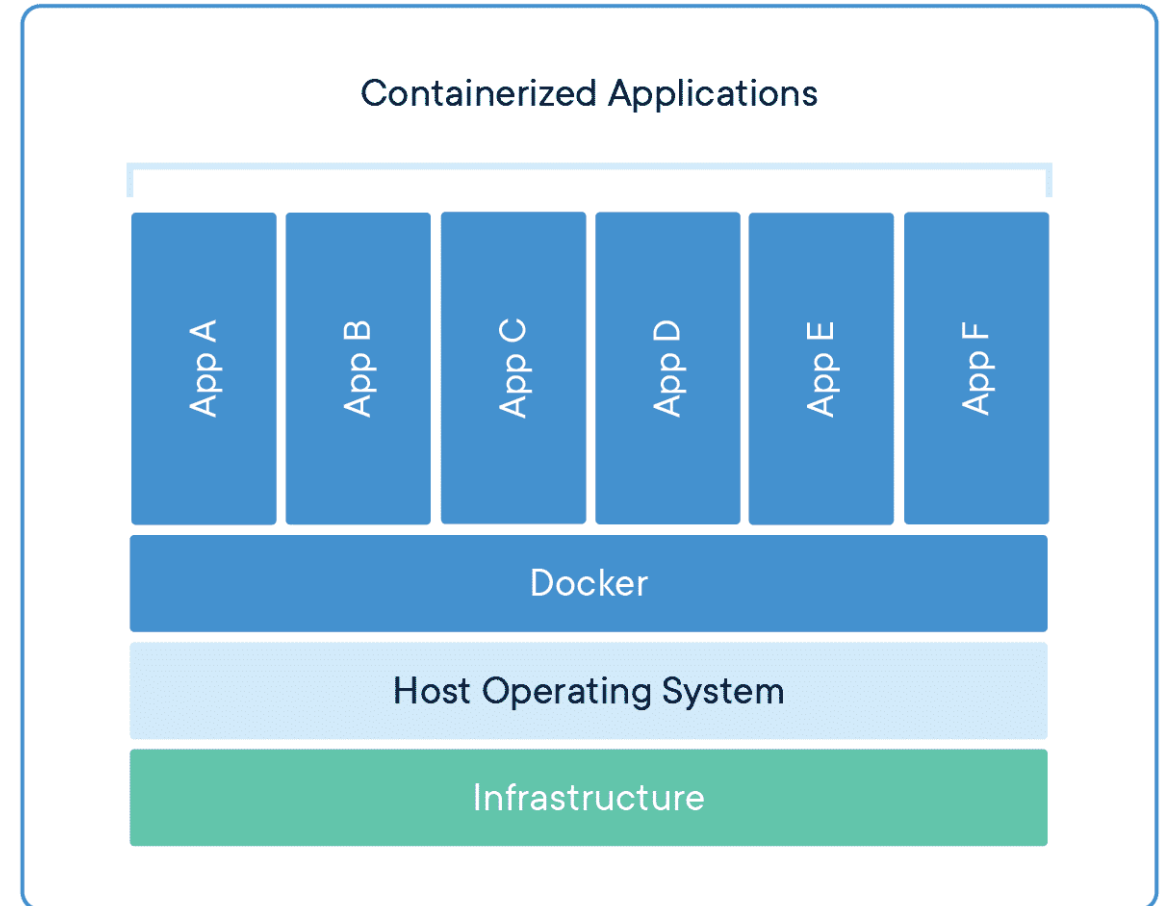 Containerized Applications
App A
App B
App C
App D
App E
App F
Docker
Host Operating System
Infrastructure